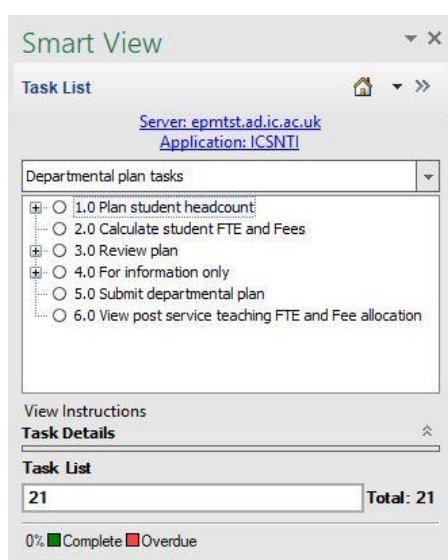 Smart View
Task List
Server: epmtst.ad.ic.ac.uk
Application: ICSNTI
Departmental plan tasks
1.0 Plan student headcount
2.0 Calculate student FTE and Fees
3.0 Review plan
4.0 For information only
5.0 Submit departmental plan
6.0 View post service teaching FTE and Fee allocation
View Instructions
Task Details
Task List
21 Total: 21
0% Complete Overdue